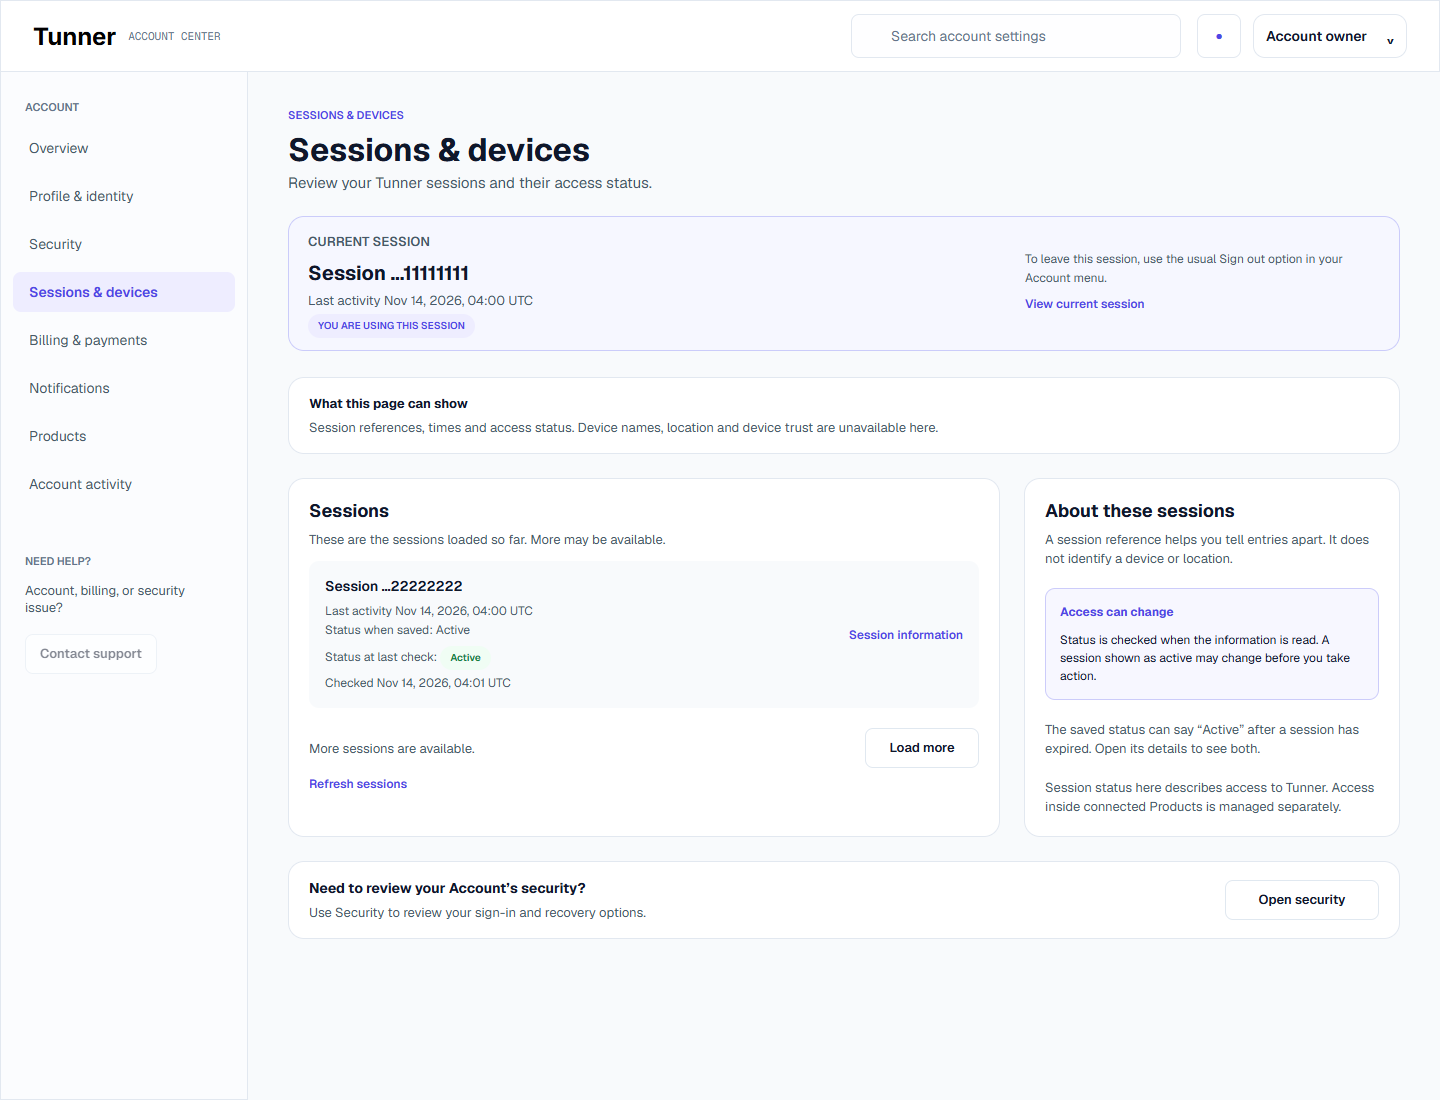 Tunner ACCOUNT CENTER
Search account settings
Account owner
ACCOUNT
Overview
Profile & identity
Security
Sessions & devices
Billing & payments
Notifications
Products
Account activity
NEED HELP?
Account, billing, or security
issue?
Contact support
SESSIONS & DEVICES
Sessions & devices
Review your Tunner sessions and their access status.
CURRENT SESSION
Session …11111111
Last activity Nov 14, 2026, 04:00 UTC
YOU ARE USING THIS SESSION
To leave this session, use the usual Sign out option in your
Account menu.
View current session
What this page can show
Session references, times and access status. Device names, location and device trust are unavailable here.
Sessions
These are the sessions loaded so far. More may be available.
Session …22222222
Last activity Nov 14, 2026, 04:00 UTC
Status when saved: Active
Status at last check: Active
Checked Nov 14, 2026, 04:01 UTC
Session information
More sessions are available.
Load more
Refresh sessions
About these sessions
A session reference helps you tell entries apart. It does
not identify a device or location.
Access can change
Status is checked when the information is read. A
session shown as active may change before you take
action.
The saved status can say “Active” after a session has
expired. Open its details to see both.
Session status here describes access to Tunner. Access
inside connected Products is managed separately.
Need to review your Account’s security?
Use Security to review your sign-in and recovery options.
Open security